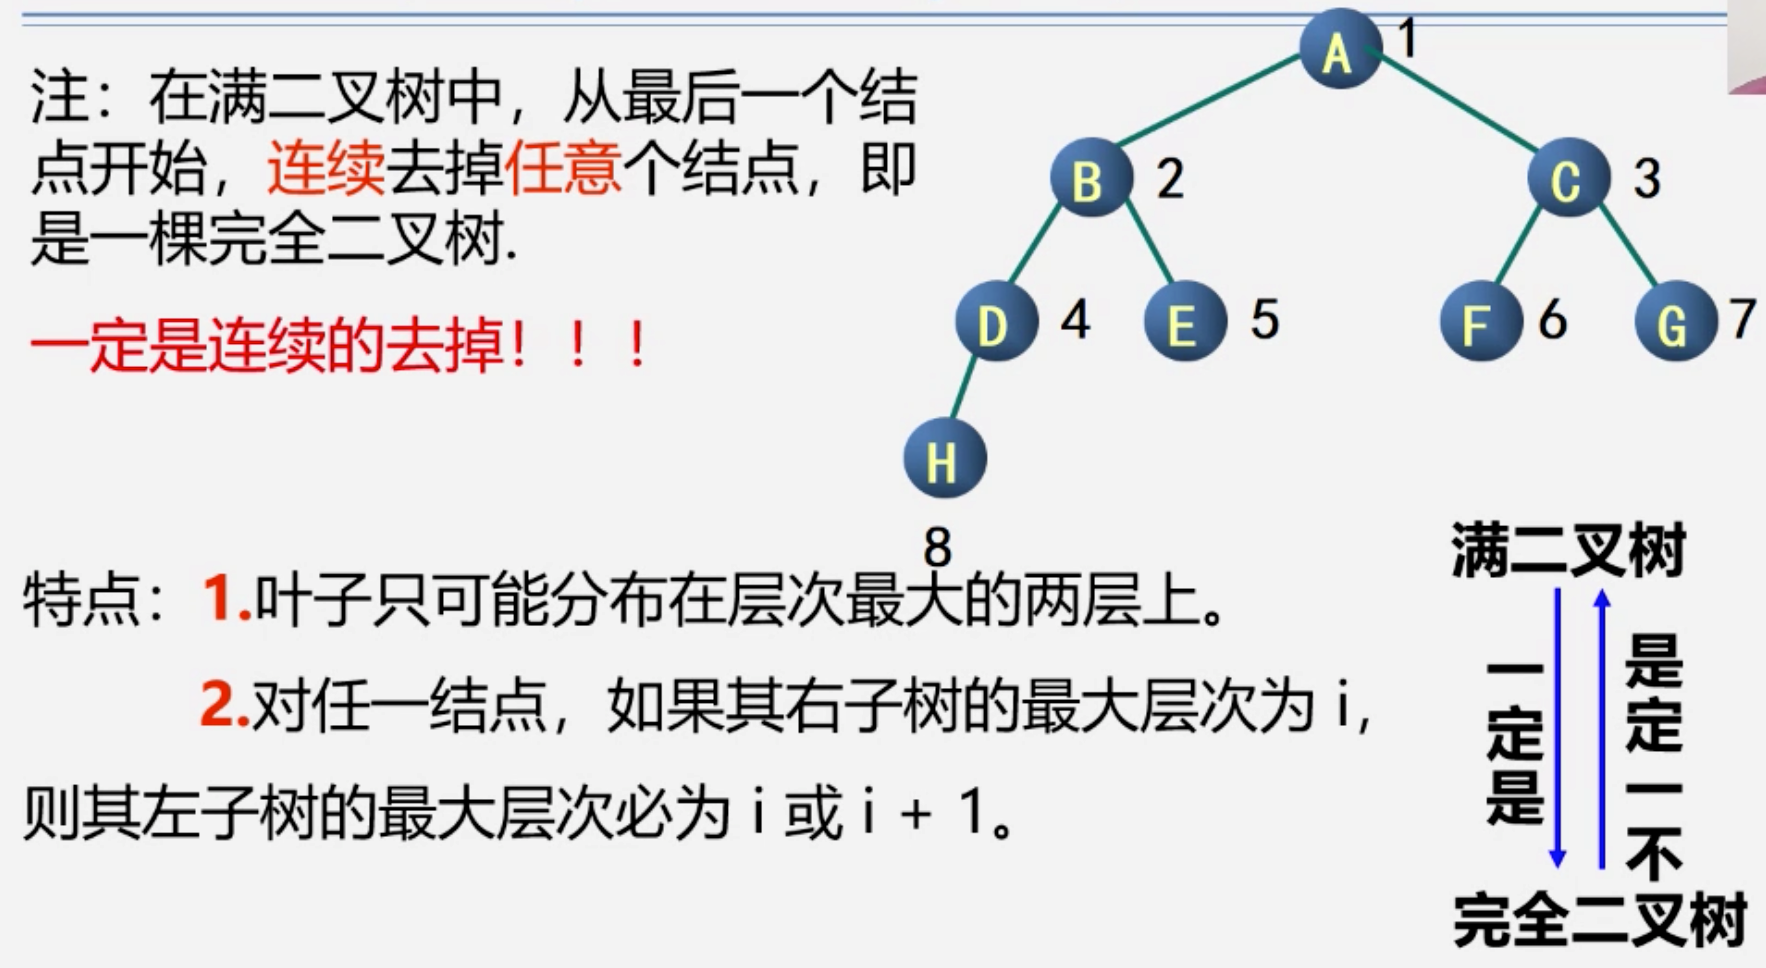 注：在满二叉树中，从最后一个结
点开始，连续去掉任意个结点，即
是一棵完全二叉树.
一定是连续的去掉！！！
A 1
B 2 C 3
D 4 E 5 F 6 G 7
H
8
特点：1.叶子只可能分布在层次最大的两层上。
2.对任一结点，如果其右子树的最大层次为 i，
则其左子树的最大层次必为 i 或 i + 1。
满二叉树
一定是
是定一不
完全二叉树